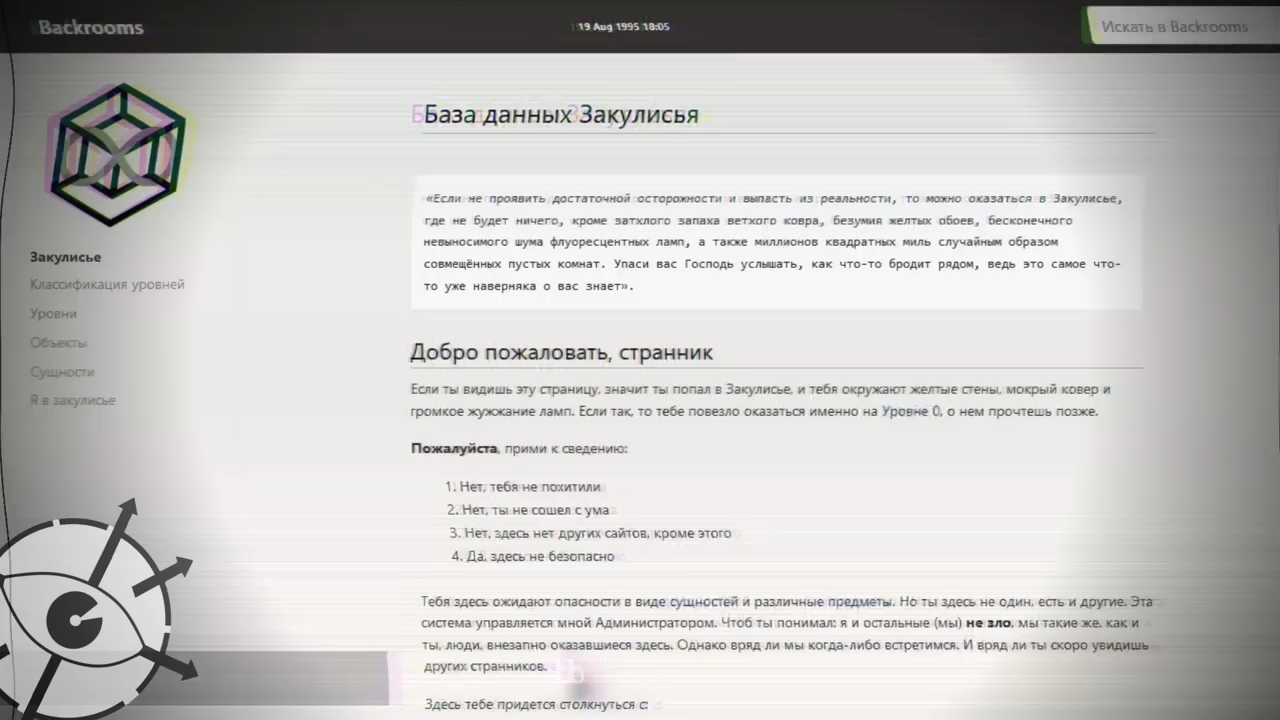 Backrooms
19 Aug 1995 18:05
Искать в Backrooms
База данных Закулисья
«Если не проявить достаточной осторожности и выпасть из реальности, то можно оказаться в Закулисье,
где не будет ничего, кроме затхлого запаха ветхого ковра, безумия желтых обоев, бесконечного
невыносимого шума флуоресцентных ламп, а также миллионов квадратных миль случайным образом
совмещённых пустых комнат. Упаси вас Господь услышать, как что-то бродит рядом, ведь это самое что-
то уже наверняка о вас знает».
Закулисье
Классификация уровней
Уровни
Объекты
Сущности
Я в закулисье
Добро пожаловать, странник
Если ты видишь эту страницу, значит ты попал в Закулисье, и тебя окружают желтые стены, мокрый ковер и
громкое жужжание ламп. Если так, то тебе повезло оказаться именно на Уровне 0, о нем прочтешь позже.
Пожалуйста, прими к сведению:
1. Нет, тебя не похитили
2. Нет, ты не сошел с ума
3. Нет, здесь нет других сайтов, кроме этого
4. Да, здесь не безопасно
Тебя здесь ожидают опасности в виде сущностей и различные предметы. Но ты здесь не один, есть и другие. Эта
система управляется мной Администратором. Чтоб ты понимал: я и остальные (мы) не зло, мы такие же, как и
ты, люди, внезапно оказавшиеся здесь. Однако вряд ли мы когда-либо встретимся. И вряд ли ты скоро увидишь
других странников.
Здесь тебе придется столкнуться с: